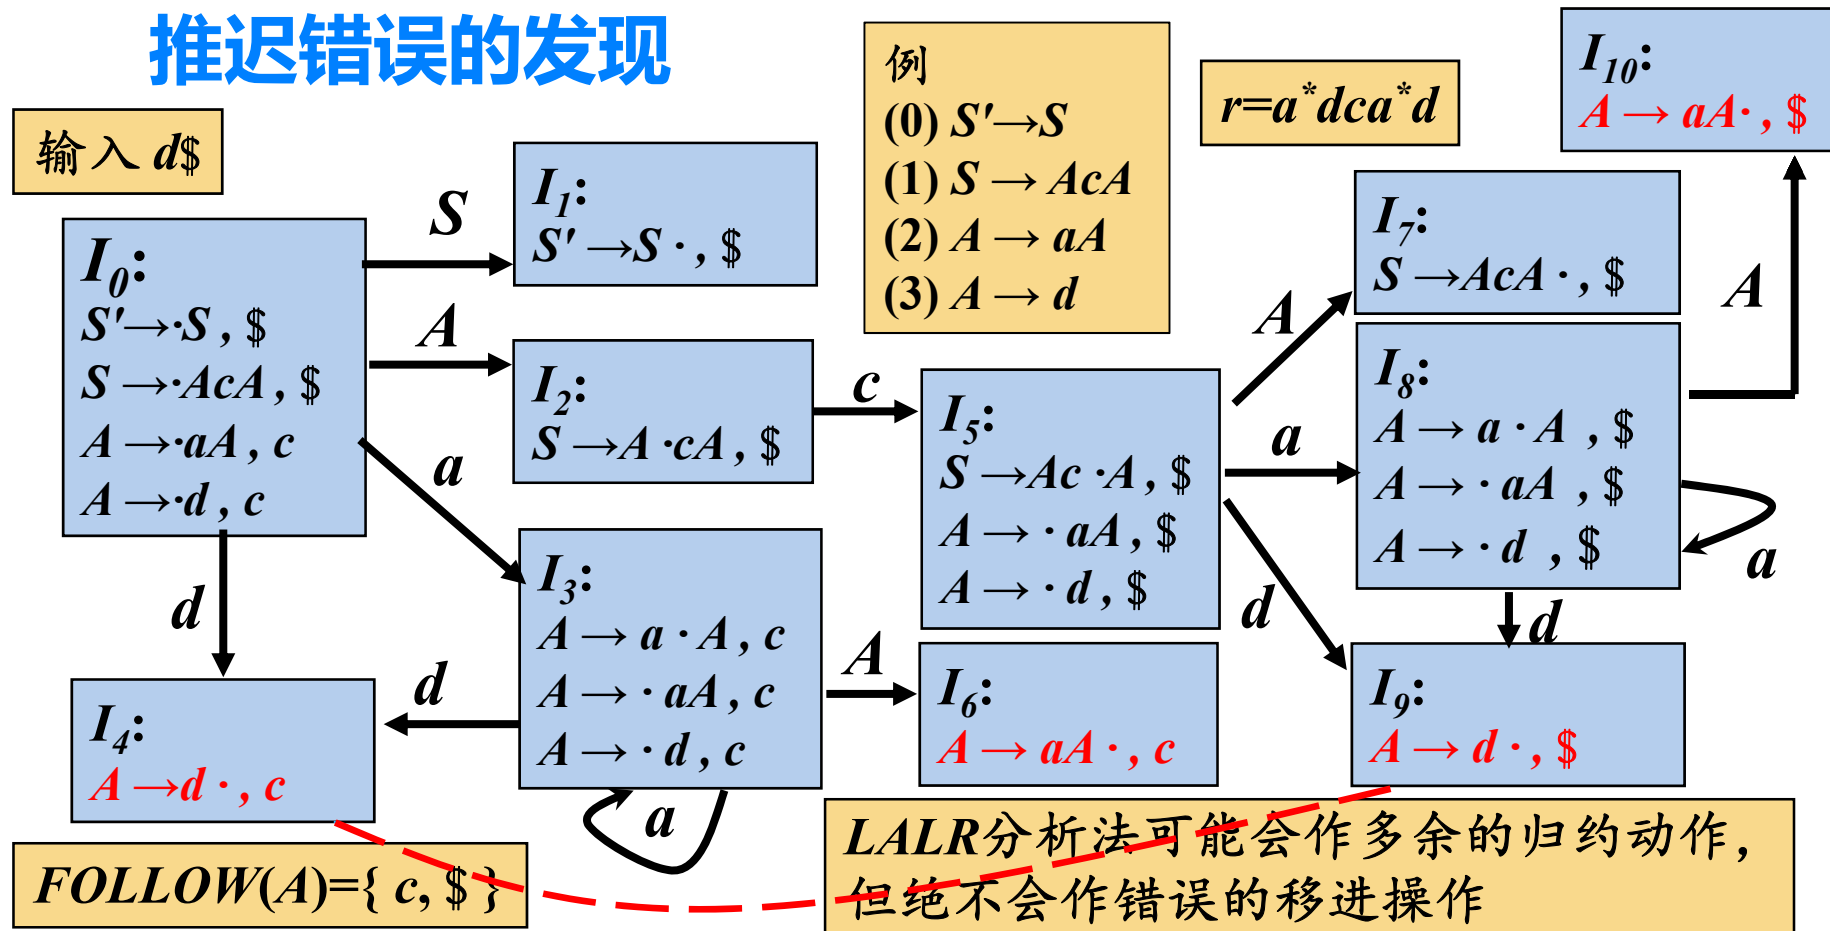 推迟错误的发现
输入 d$
例
(0) S'→S
(1) S → AcA
(2) A → aA
(3) A → d
r=a*dca*d
I10:
A → aA· , $
I0:
S'→·S , $
S →·AcA , $
A →·aA , c
A →·d , c
S
I1:
S' →S · , $
A
I2:
S →A ·cA , $
a
d
c
I3:
A → a · A , c
A → · aA , c
A → · d , c
a
d
A
I4:
A →d · , c
I5:
S →Ac ·A , $
A → · aA , $
A → · d , $
A
a
d
I6:
A → aA · , c
I7:
S →AcA · , $
I8:
A → a · A , $
A → · aA , $
A → · d , $
A
a
d
I9:
A → d · , $
FOLLOW(A)={ c, $ }
LALR分析法可能会作多余的归约动作，
但绝不会作错误的移进操作